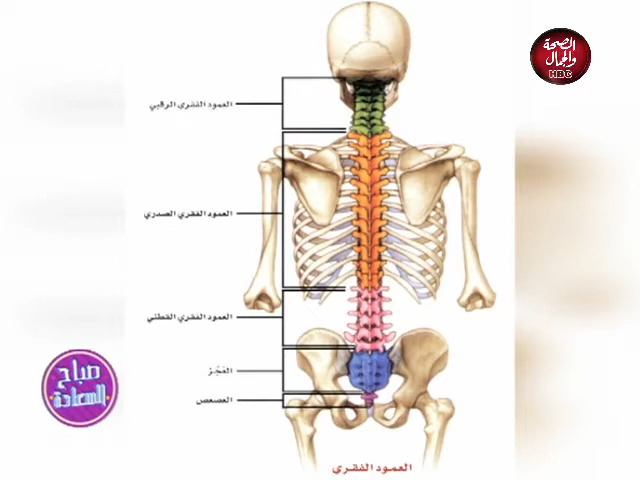 الصحة
والجمال
HBC
العمود الفقري الرقبي
العمود الفقري الصدري
العمود الفقري القطني
العَجُز
العصعص
صباح
السعادة
العمود الفقري